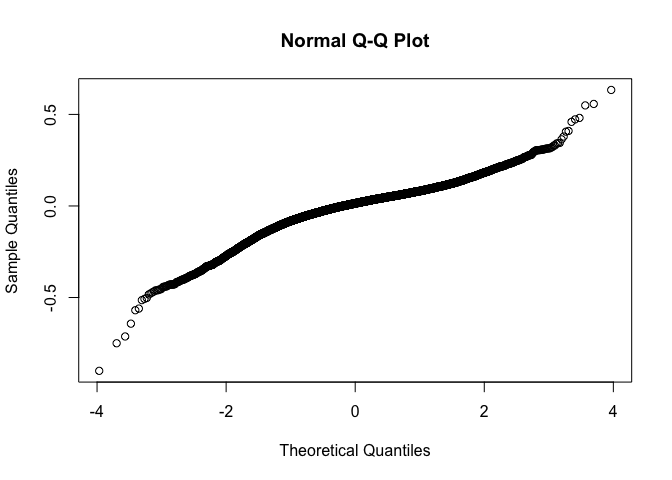 Normal Q-Q Plot
Sample Quantiles
0.5
0.0
-0.5
-4 -2 0 2 4
Theoretical Quantiles